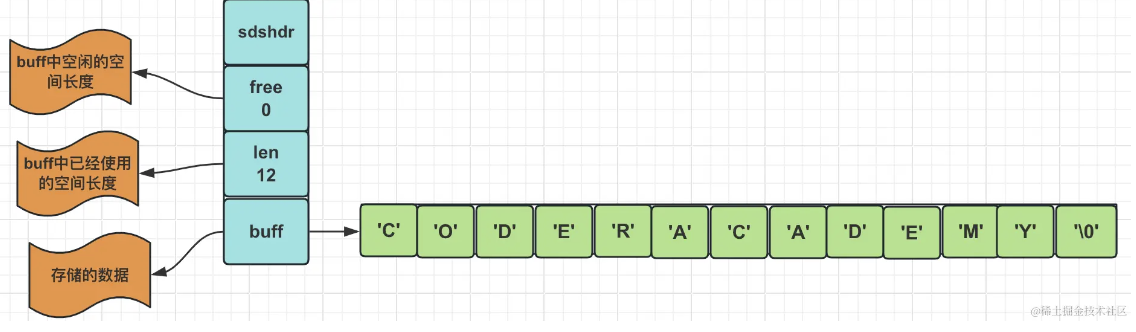 sdshdr
buff中空闲的空
间长度
free
0
buff中已经使用
的空间长度
len
12
存储的数据
buff
'C' 'O' 'D' 'E' 'R' 'A' 'C' 'A' 'D' 'E' 'M' 'Y' '\0'
@稀土掘金技术社区